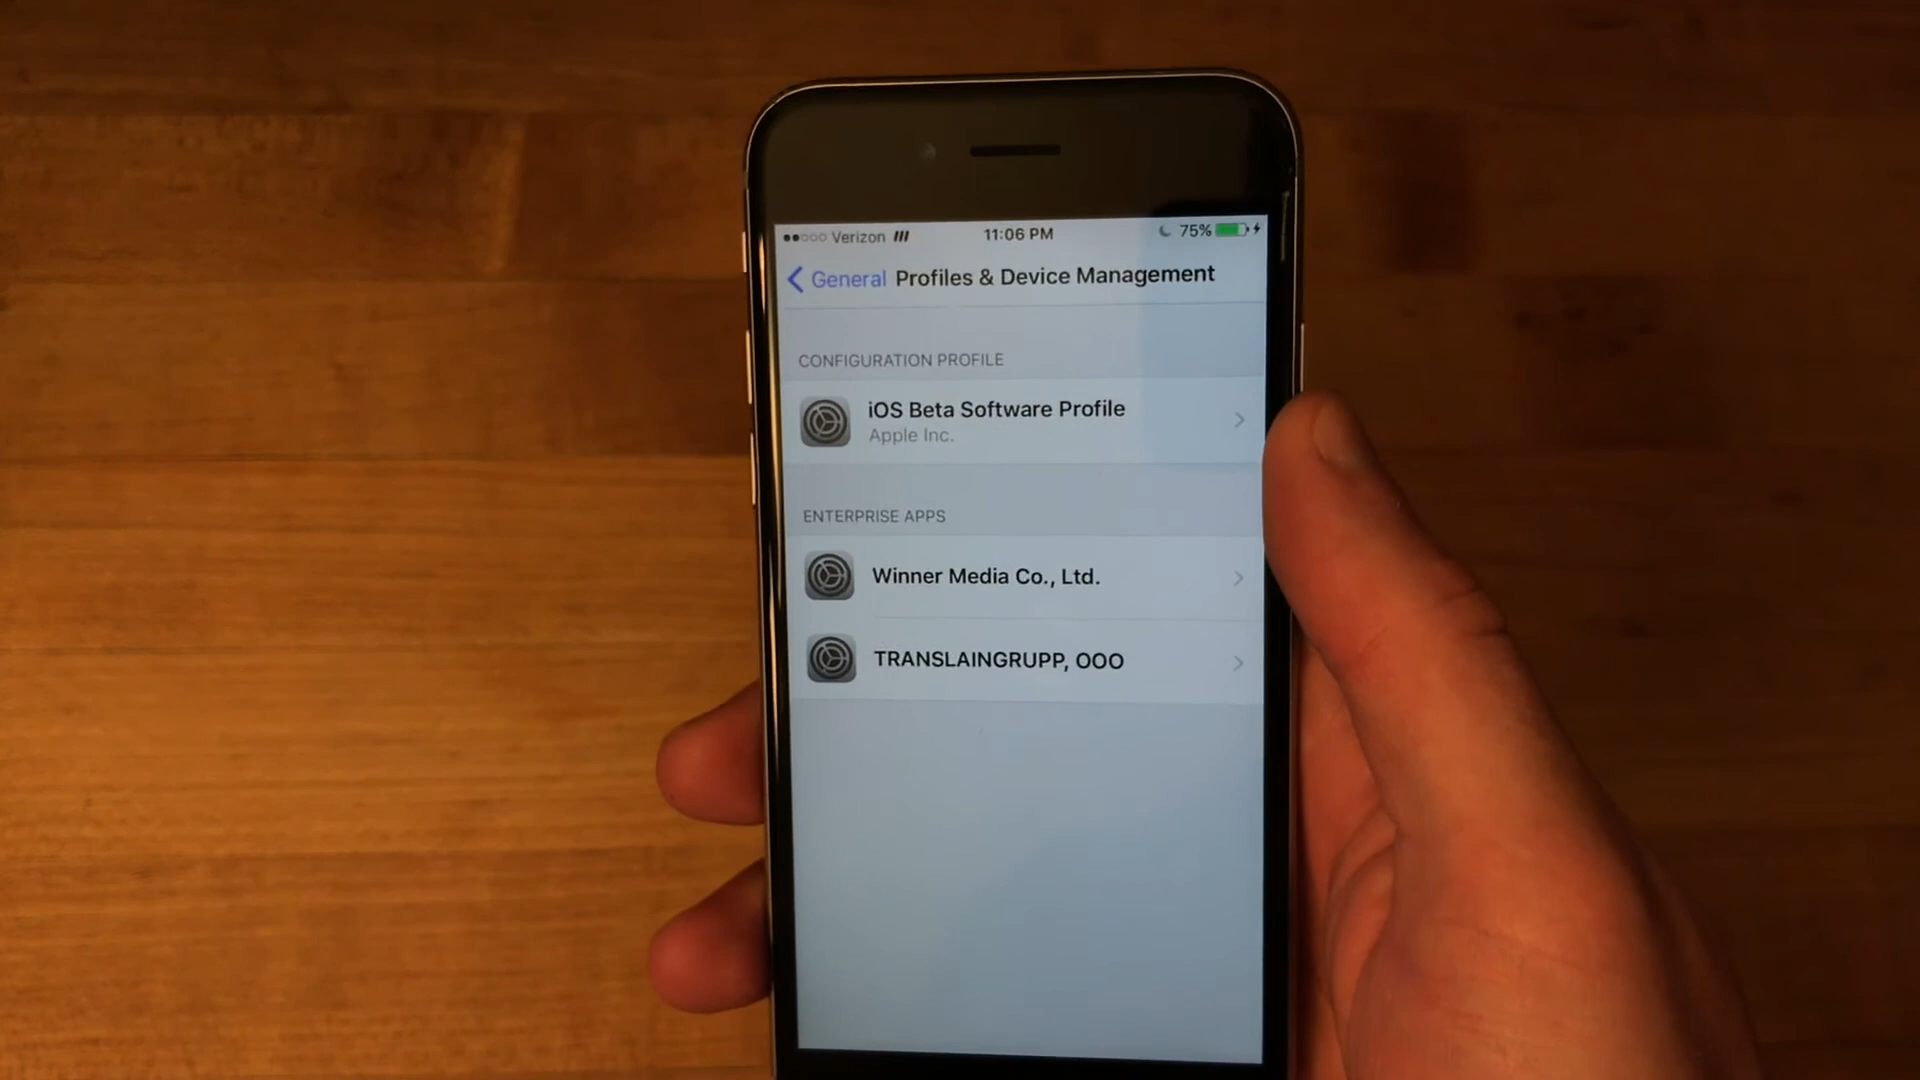 Verizon 11:06 PM 75%
General Profiles & Device Management
CONFIGURATION PROFILE
iOS Beta Software Profile
Apple Inc.
ENTERPRISE APPS
Winner Media Co., Ltd.
TRANSLAINGRUPP, OOO